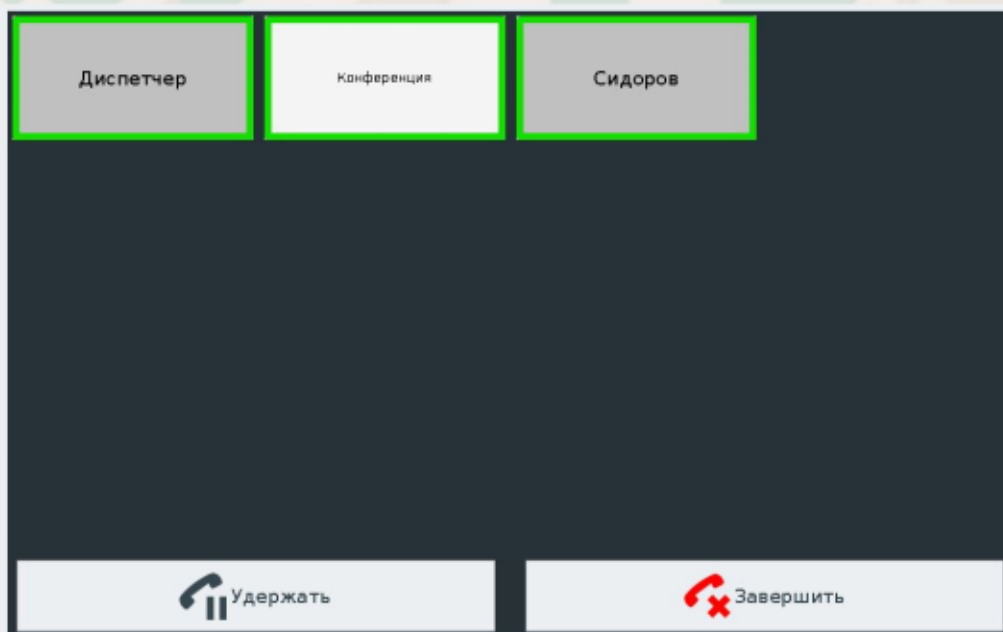 Диспетчер
Конференция
Сидоров
Удержать
Завершить